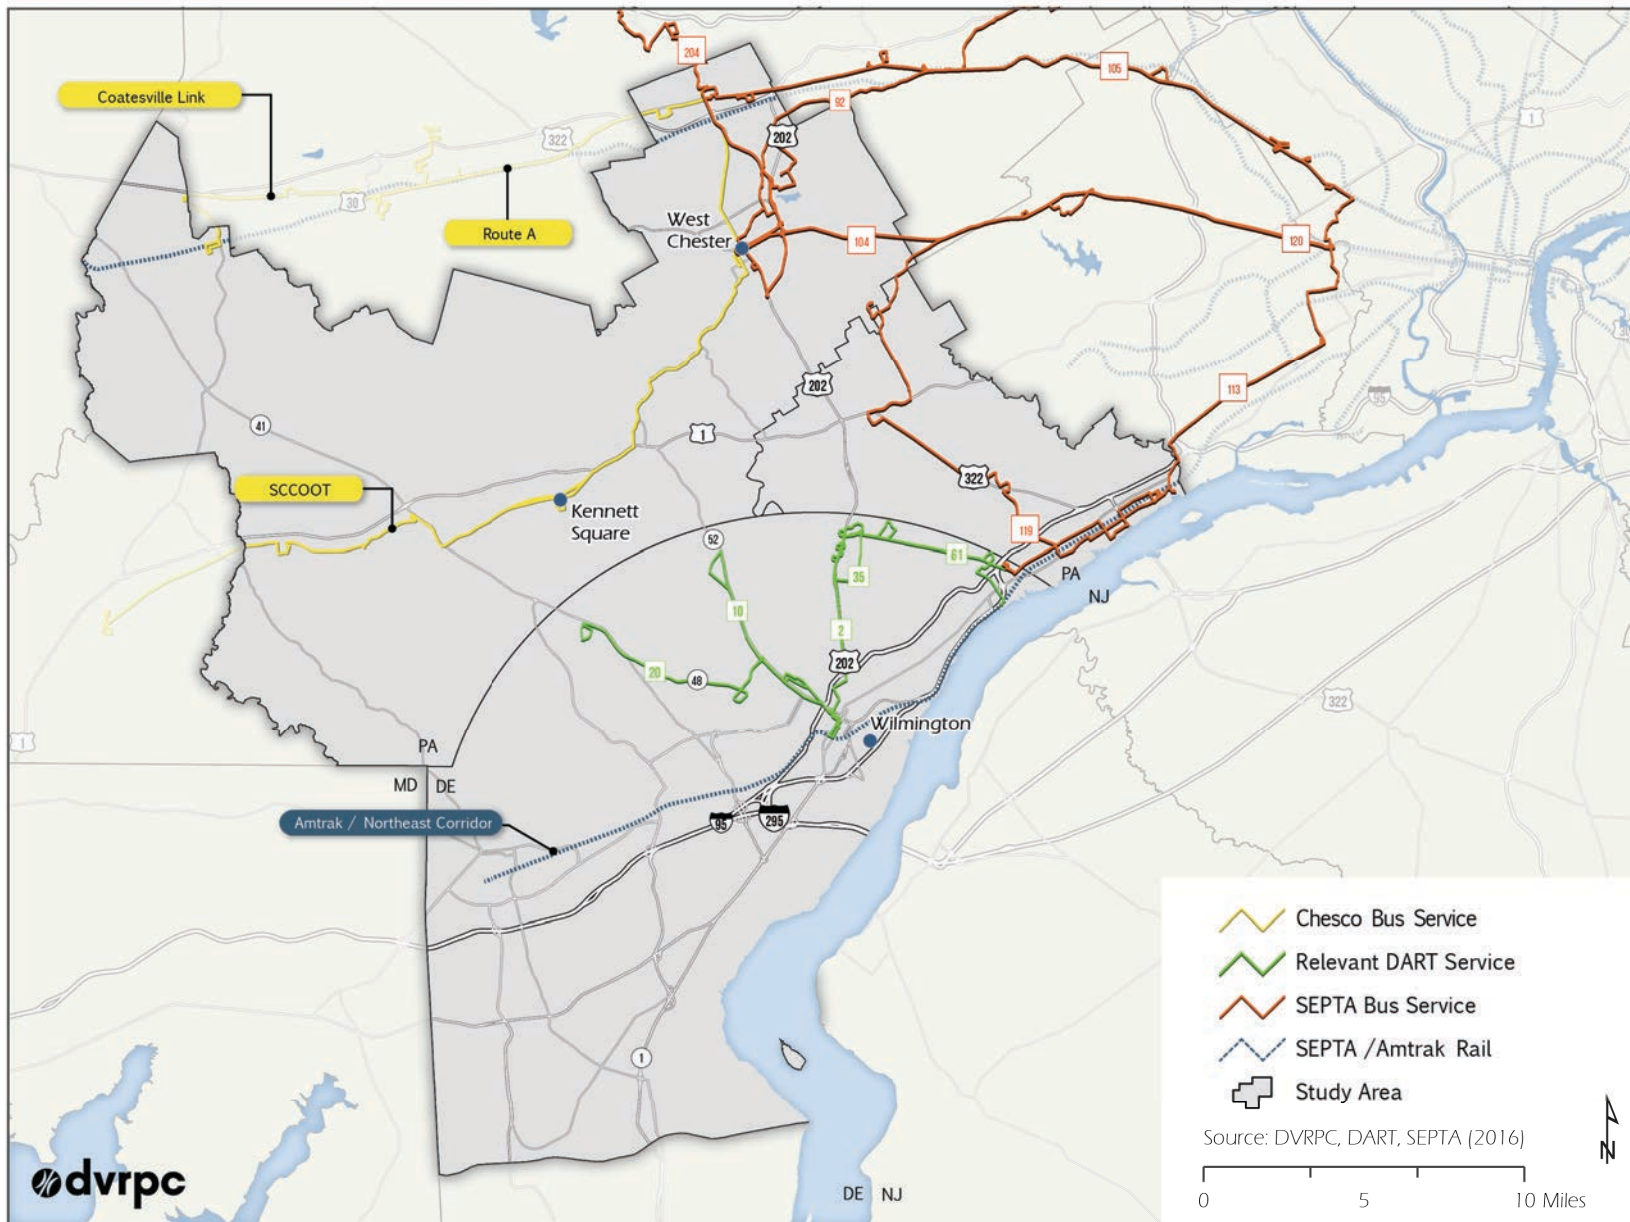 204
105
Coatesville Link
92
202
322
1
30
West
Chester
Route A
104
120
30
202
113
95
41
1
322
SCCOOT
Kennett
Square
52
119
61
35
PA
NJ
10
2
202
20
48
322
Wilmington
1
PA
MD
DE
Amtrak / Northeast Corridor
95
295
Chesco Bus Service
Relevant DART Service
SEPTA Bus Service
1
SEPTA /Amtrak Rail
Study Area
Source: DVRPC, DART, SEPTA (2016)
N
dvrpc
DE
NJ
0
5
10 Miles